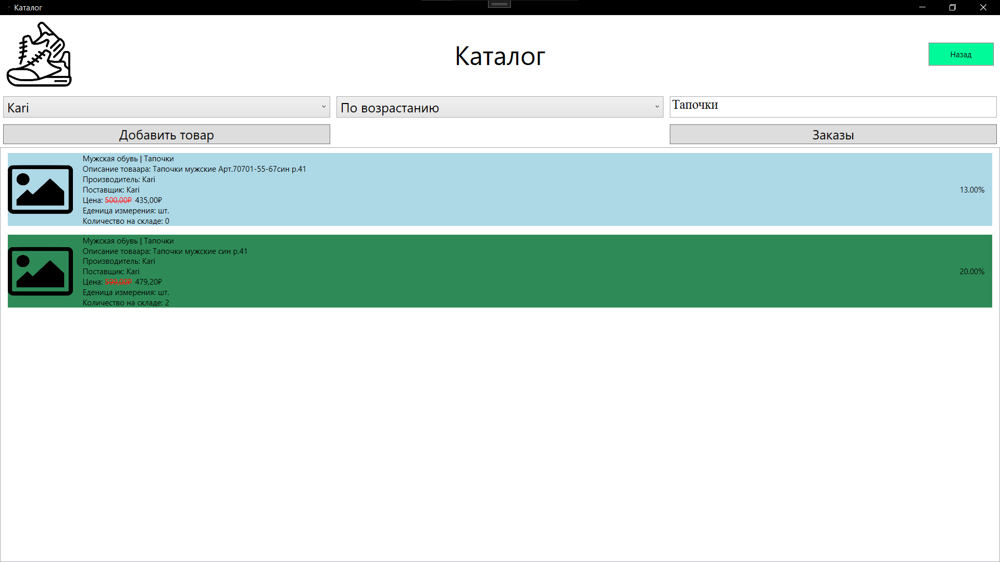 Каталог
Каталог
Назад
Kari
По возрастанию
Тапочки
Добавить товар
Заказы
Мужская обувь | Тапочки
Описание товаара: Тапочки мужские Арт.70701-55-67син р.41
Производитель: Kari
Поставщик: Kari
Цена: 500,00₽ 435,00₽
Еденица измерения: шт.
Количество на складе: 0
13.00%
Мужская обувь | Тапочки
Описание товаара: Тапочки мужские син р.41
Производитель: Kari
Поставщик: Kari
Цена: 599,00₽ 479,20₽
Еденица измерения: шт.
Количество на складе: 2
20.00%